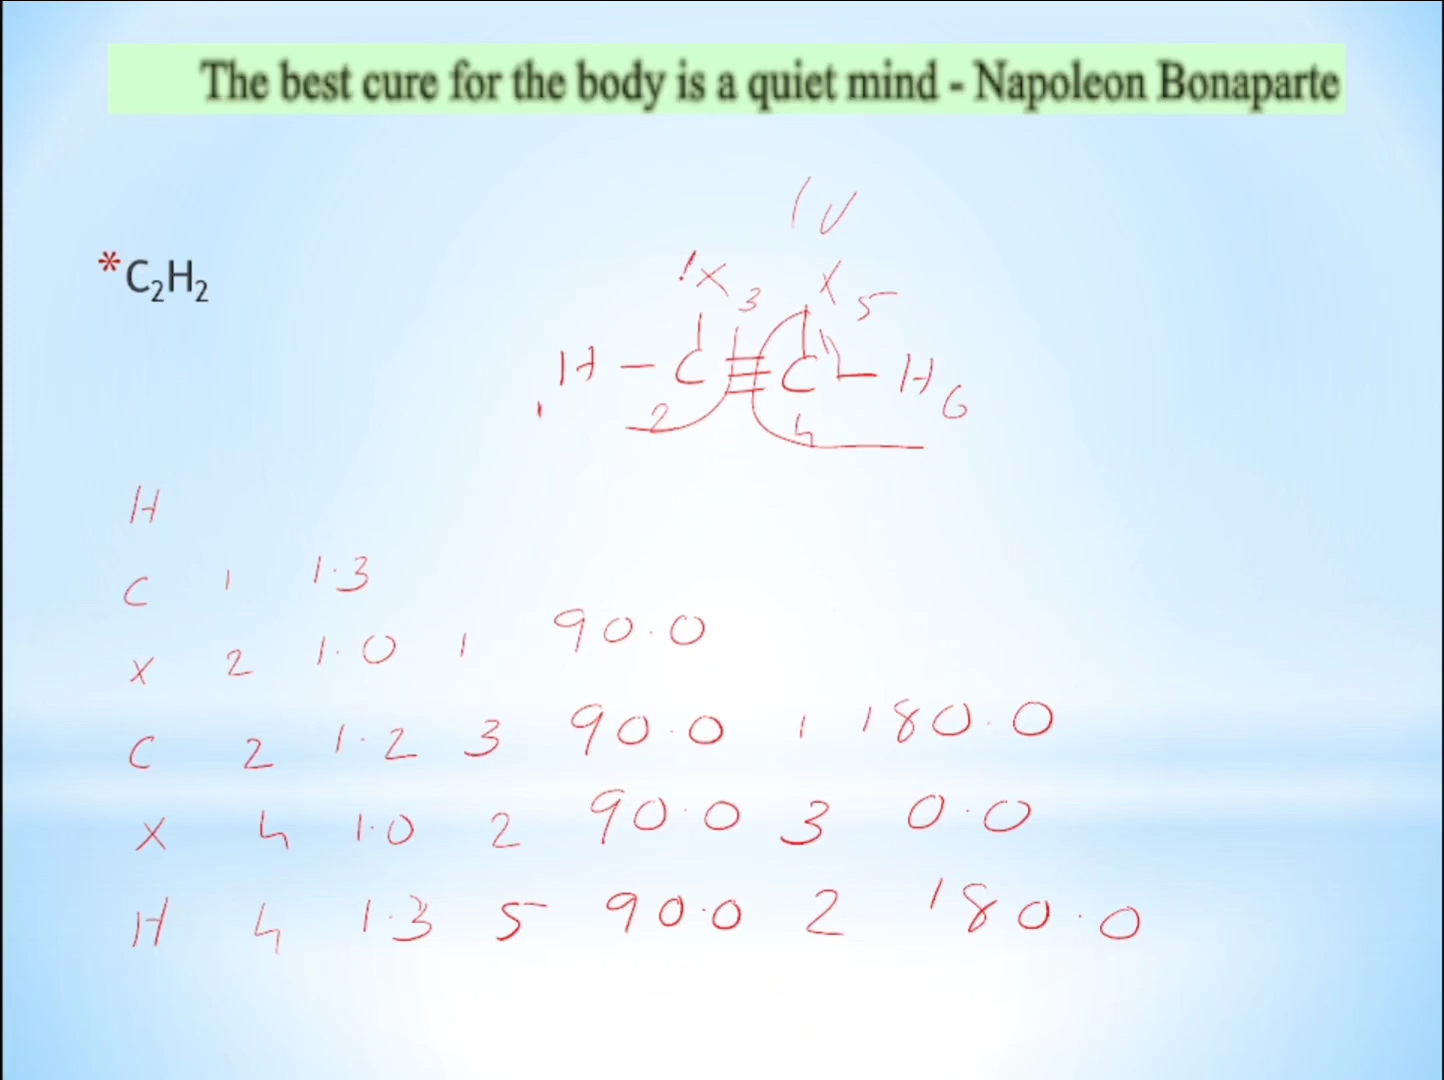 The best cure for the body is a quiet mind - Napoleon Bonaparte
*C₂H₂
X 3 X 5
H - C ≡ C - H 6
1 2 4
H
C 1 1.3
X 2 1.0 1 90.0
C 2 1.2 3 90.0 1 180.0
X 4 1.0 2 90.0 3 0.0
H 4 1.3 5 90.0 2 180.0